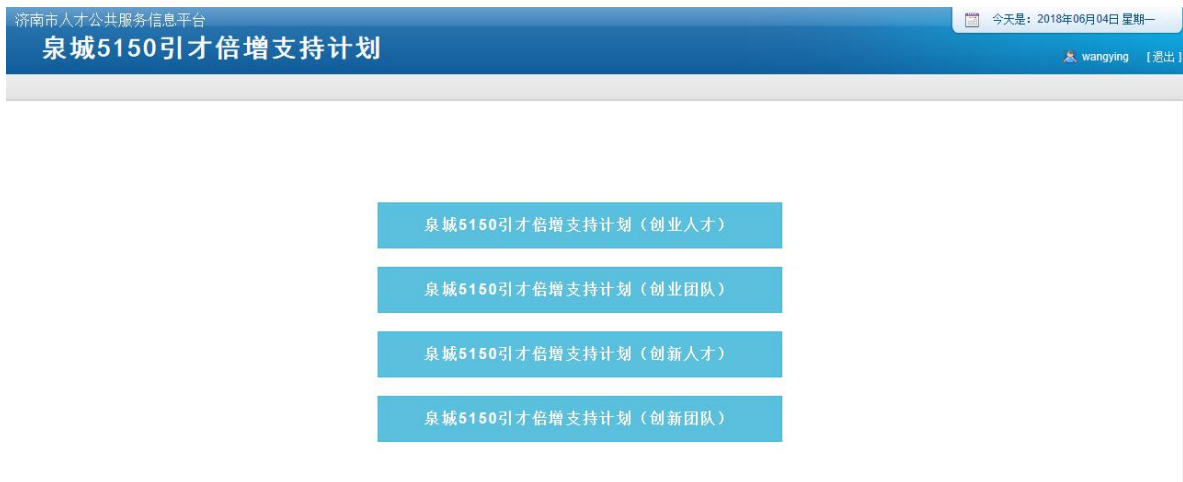 济南市人才公共服务信息平台
今天是：2018年06月04日 星期一
泉城5150引才倍增支持计划
wangying [退出]
泉城5150引才倍增支持计划（创业人才）
泉城5150引才倍增支持计划（创业团队）
泉城5150引才倍增支持计划（创新人才）
泉城5150引才倍增支持计划（创新团队）